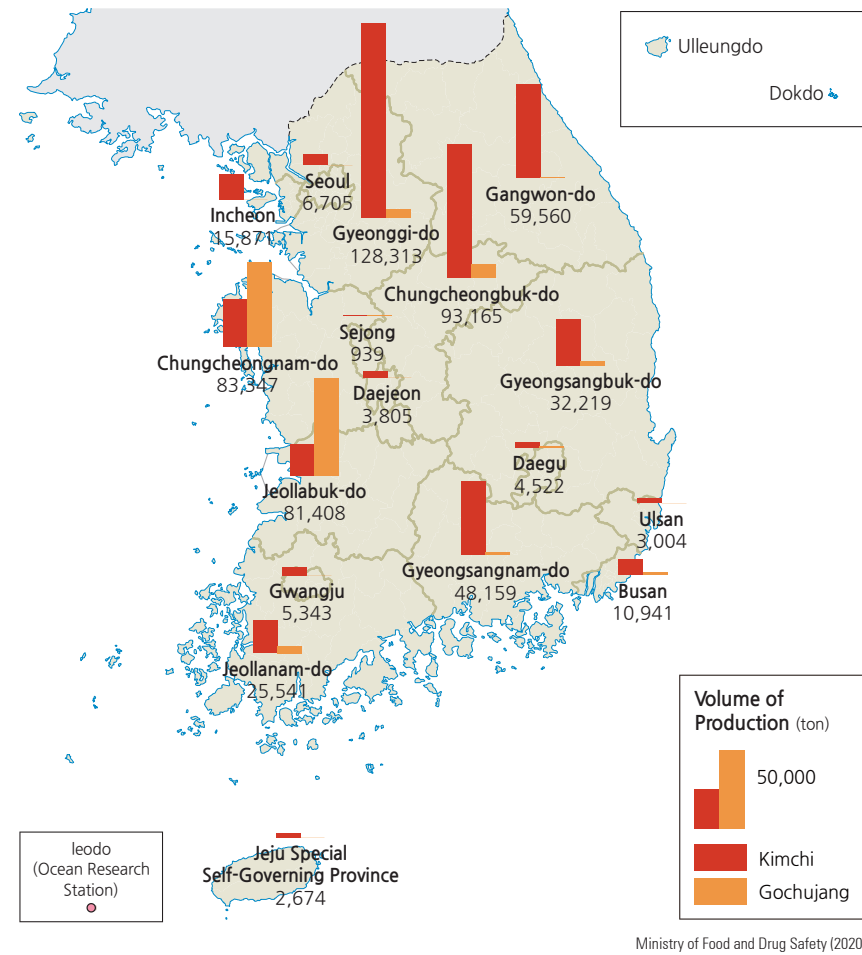 Ulleungdo
Dokdo
Seoul
6,705
Incheon
15,871
Gyeonggi-do
128,313
Gangwon-do
59,560
Chungcheongbuk-do
93,165
Sejong
939
Chungcheongnam-do
83,347
Daejeon
3,805
Gyeongsangbuk-do
32,219
Daegu
4,522
Jeollabuk-do
81,408
Ulsan
3,004
Gyeongsangnam-do
48,159
Busan
10,941
Gwangju
5,343
Jeollanam-do
25,541
Jeju Special
Self-Governing Province
2,674
Ieodo
(Ocean Research
Station)
Volume of
Production (ton)
50,000
Kimchi
Gochujang
Ministry of Food and Drug Safety (2020